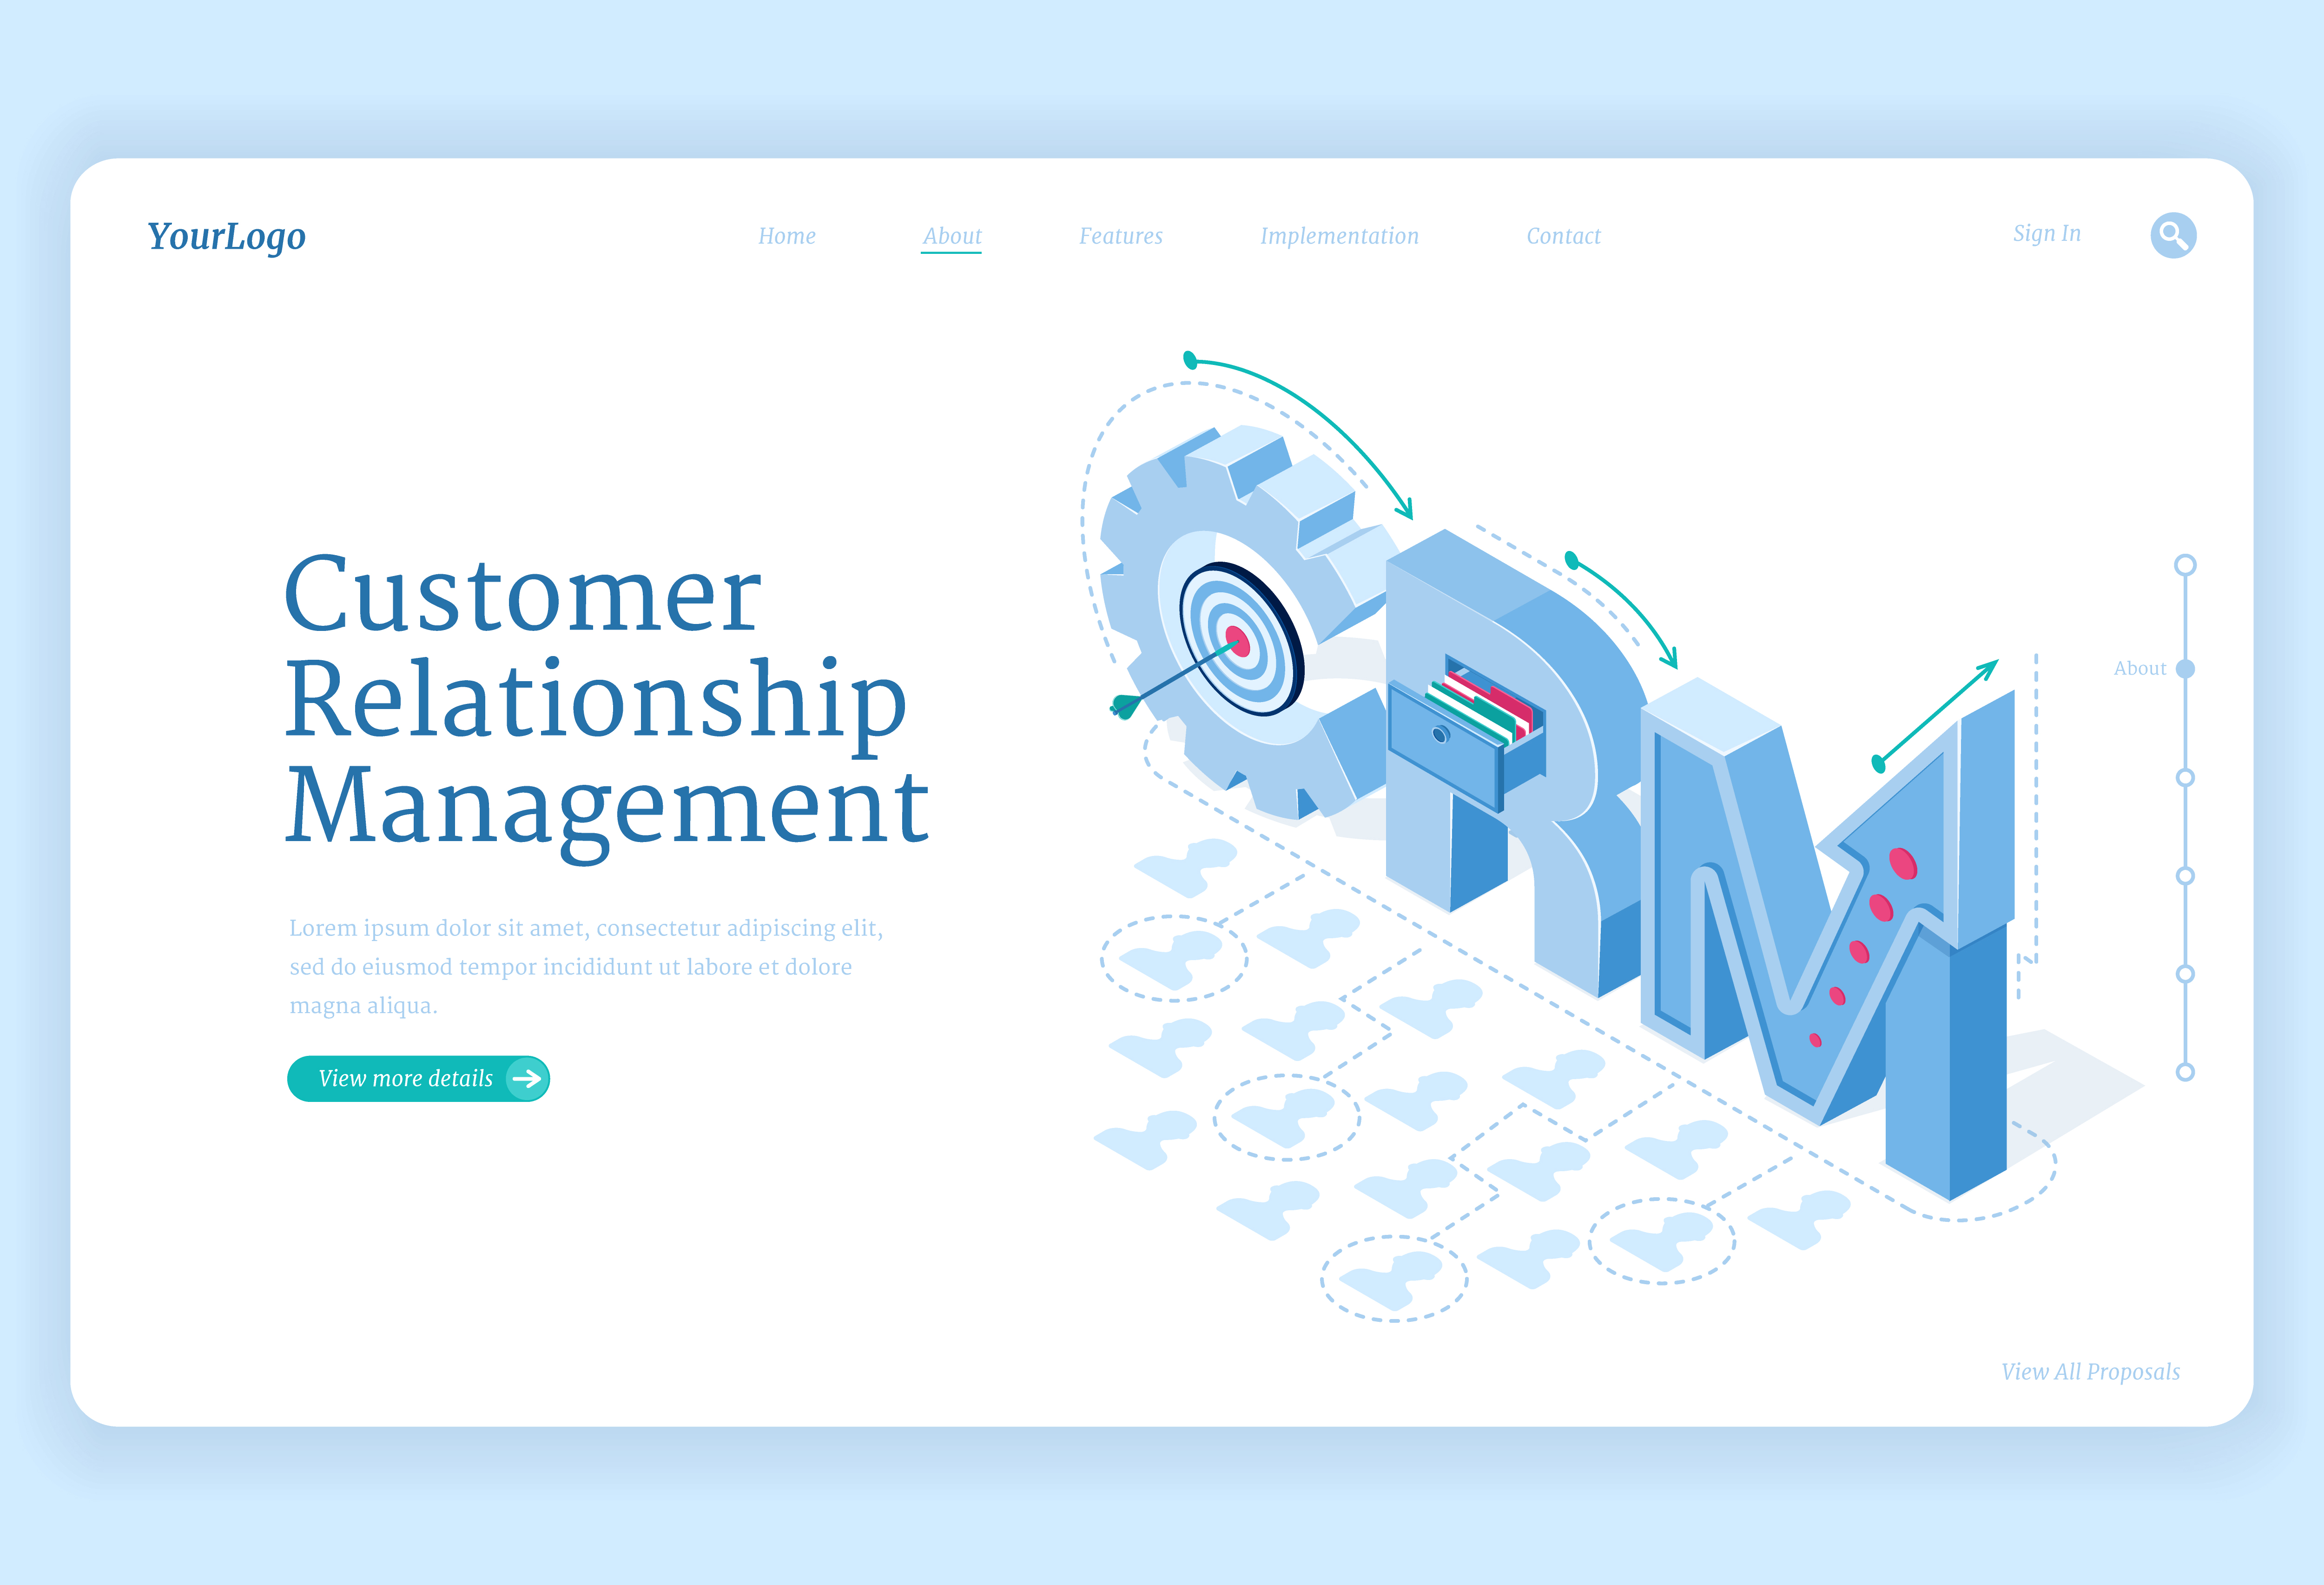 YourLogo
Home
About
Features
Implementation
Contact
Sign In
Customer
Relationship
Management
Lorem ipsum dolor sit amet, consectetur adipiscing elit,
sed do eiusmod tempor incididunt ut labore et dolore
magna aliqua.
View more details
CRM
About
View All Proposals